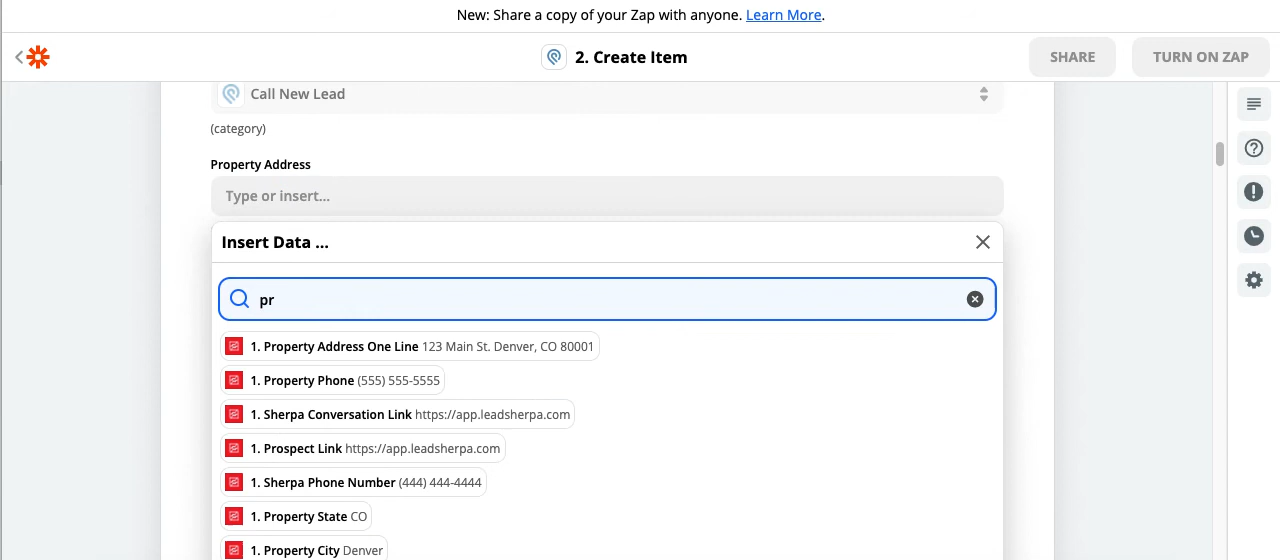 New: Share a copy of your Zap with anyone. Learn More.
2. Create Item
SHARE
TURN ON ZAP
Call New Lead
(category)
Property Address
Type or insert...
Insert Data ...
pr
1. Property Address One Line 123 Main St. Denver, CO 80001
1. Property Phone (555) 555-5555
1. Sherpa Conversation Link https://app.leadsherpa.com
1. Prospect Link https://app.leadsherpa.com
1. Sherpa Phone Number (444) 444-4444
1. Property State CO
1. Property City Denver